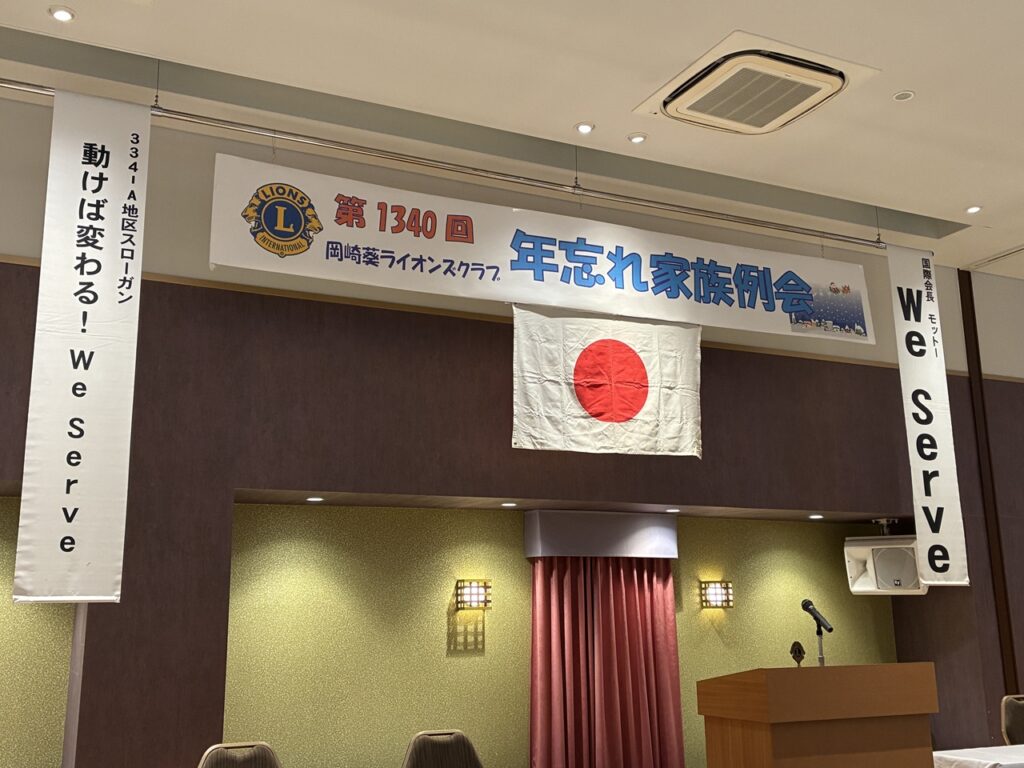 334-A地区スローガン
動けば変わる! We Serve
LIONS
L
INTERNATIONAL
第1340回
岡崎葵ライオンズクラブ
年忘れ家族例会
国際会長 モットー
We Serve
EV